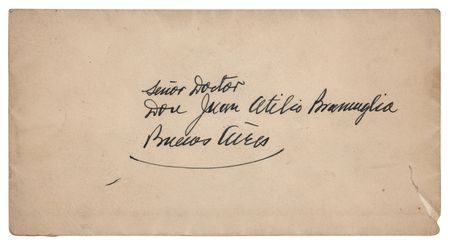 Señor Doctor
Don Juan Atilio Bramuglia
Buenos Aires